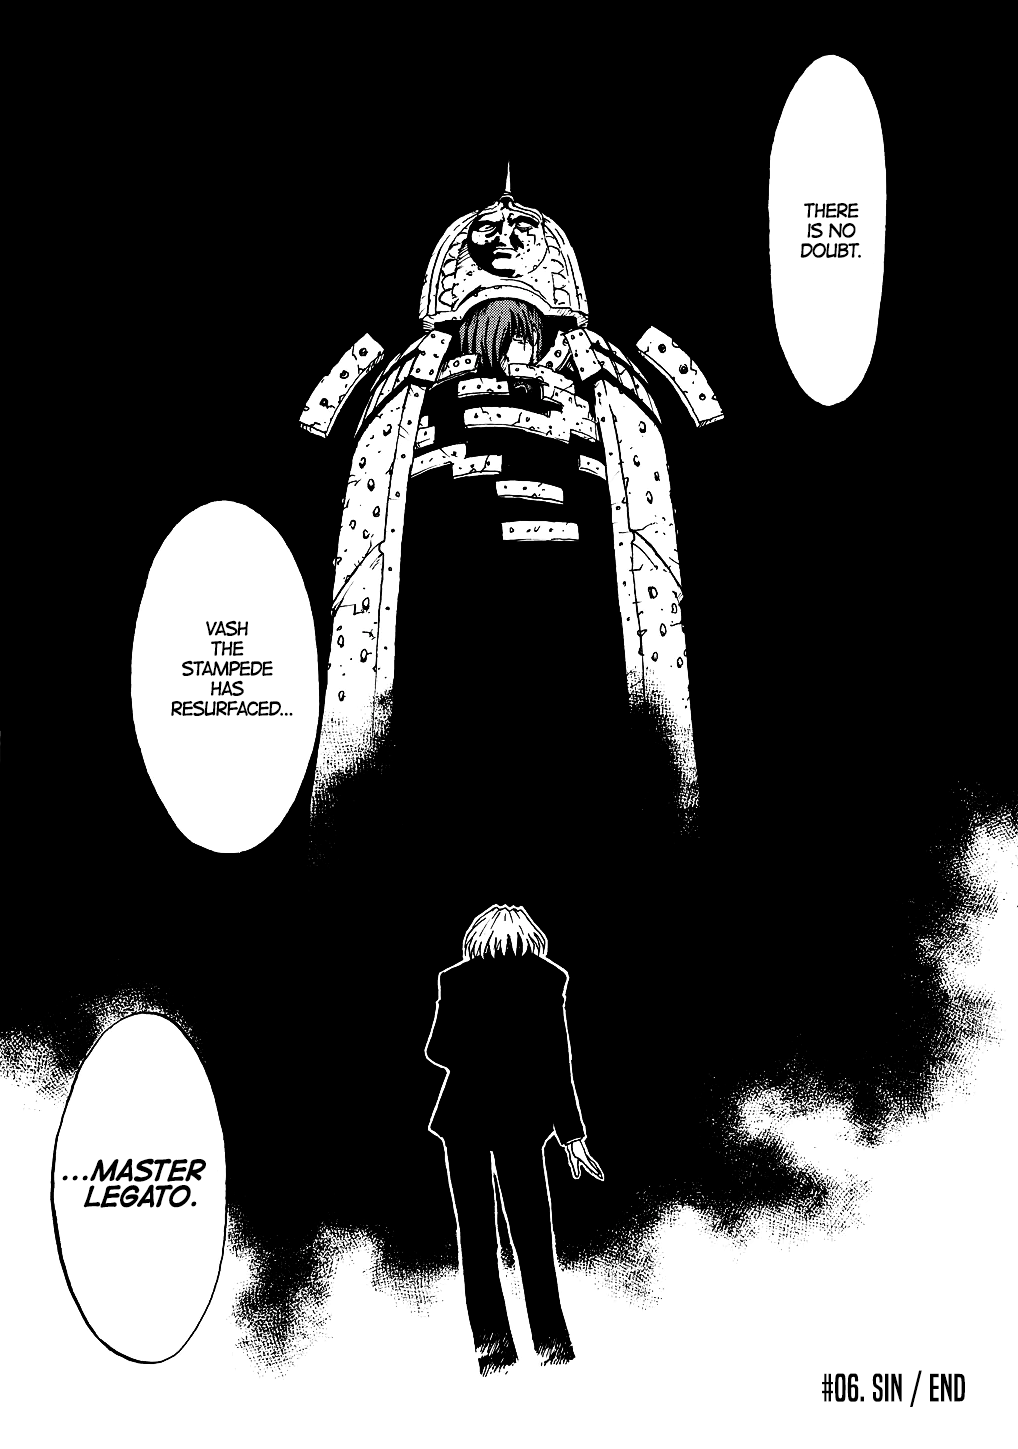 THERE
IS NO
DOUBT.
VASH
THE
STAMPEDE
HAS
RESURFACED...
...MASTER
LEGATO.
#06. SIN / END